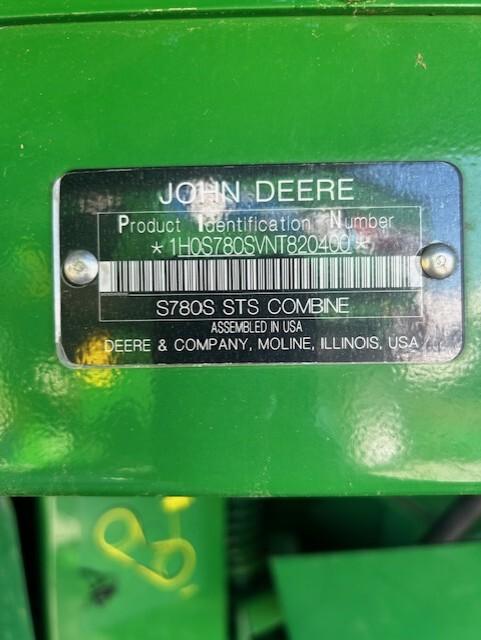 JOHN DEERE
Product Identification Number
*1H0S780SVNT820400*
S780S STS COMBINE
ASSEMBLED IN USA
DEERE & COMPANY, MOLINE, ILLINOIS, USA